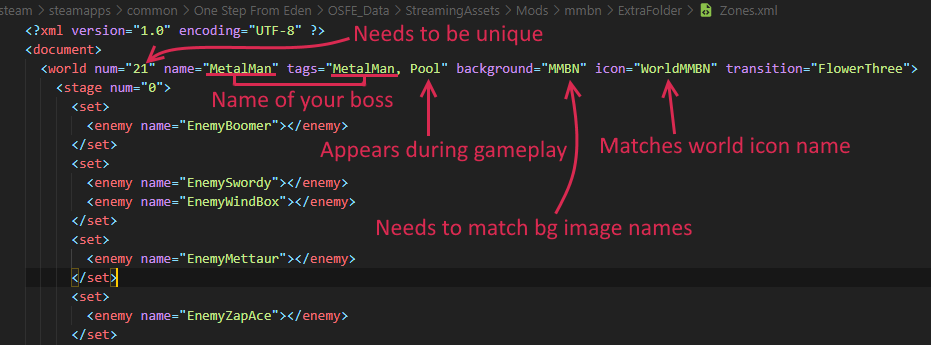 steam > steamapps > common > One Step From Eden > OSFE_Data > StreamingAssets > Mods > mmbn > ExtraFolder > Zones.xml
<?xml version="1.0" encoding="UTF-8" ?>
Needs to be unique
<document>
<world num="21" name="MetalMan" tags="MetalMan, Pool" background="MMBN" icon="WorldMMBN" transition="FlowerThree">
<stage num="0">
Name of your boss
<set>
<enemy name="EnemyBoomer"></enemy>
</set>
Appears during gameplay
Matches world icon name
<set>
<enemy name="EnemySwordy"></enemy>
<enemy name="EnemyWindBox"></enemy>
</set>
Needs to match bg image names
<set>
<enemy name="EnemyMettaur"></enemy>
</set>
<set>
<enemy name="EnemyZapAce"></enemy>
</set>